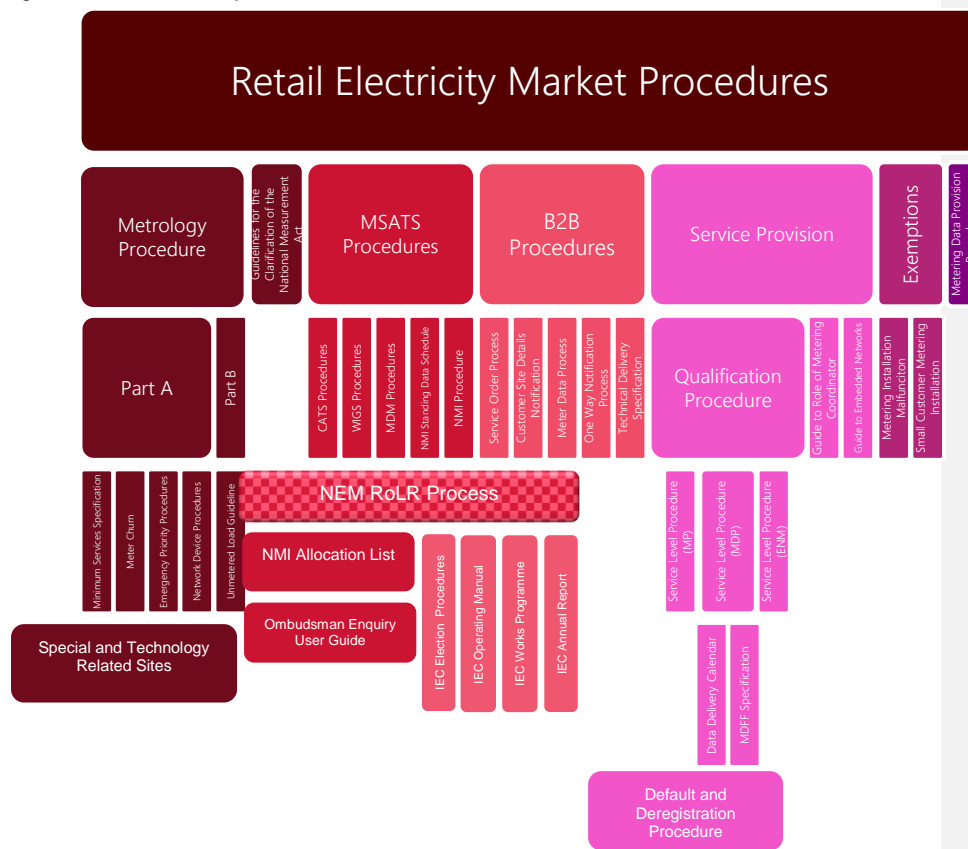 Retail Electricity Market Procedures
Metrology
Procedure
Guidelines for the
Clarification of the
National Measurement
Act
MSATS
Procedures
B2B
Procedures
Service Provision
Exemptions
Metering Data Provision
Part A
Part B
CATS Procedures
WIGS Procedures
MDM Procedures
NMI Standing Data Schedule
NMI Procedure
Service Order Process
Customer Site Details
Notification
Meter Data Process
One Way Notification
Process
Technical Delivery
Specification
Qualification
Procedure
Guide to Role of Metering
Coordinator
Guide to Embedded Networks
Metering Installation
Malfunciton
Small Customer Metering
Installation
Minimum Services Specification
Meter Churn
Emergency Priority Procedures
Network Device Procedures
Unmetered Load Guideline
NEM RoLR Process
NMI Allocation List
Ombudsman Enquiry
User Guide
IEC Election Procedures
IEC Operating Manual
IEC Works Programme
IEC Annual Report
Service Level Procedure
(MP)
Service Level Procedure
(MDP)
Service Level Procedure
(ENM)
Special and Technology
Related Sites
Data Delivery Calendar
MDFF Specification
Default and
Deregistration
Procedure